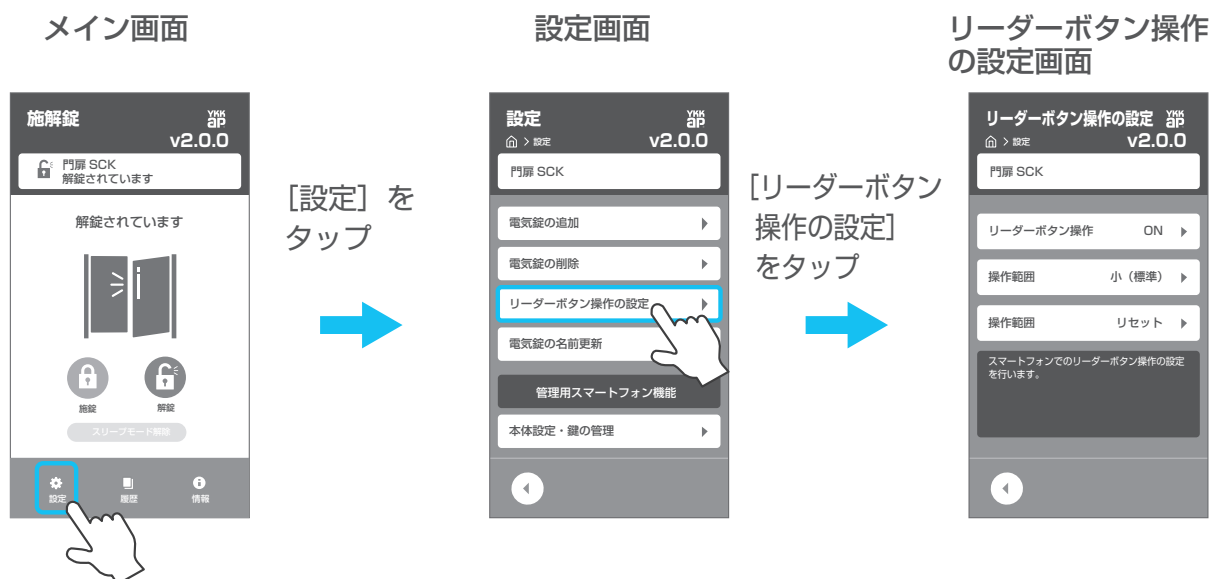 メイン画面
施解錠
YKK ap
v2.0.0
門扉 SCK
解錠されています
解錠されています
施錠
解錠
スリープモード解除
設定
履歴
情報
［設定］を
タップ
設定画面
設定
YKK ap
> 設定
v2.0.0
門扉 SCK
電気錠の追加
電気錠の削除
リーダーボタン操作の設定
電気錠の名前更新
管理用スマートフォン機能
本体設定・鍵の管理
［リーダーボタン
操作の設定］
をタップ
リーダーボタン操作
の設定画面
リーダーボタン操作の設定
YKK ap
> 設定
v2.0.0
門扉 SCK
リーダーボタン操作 ON
操作範囲 小（標準）
操作範囲 リセット
スマートフォンでのリーダーボタン操作の設定
を行います。